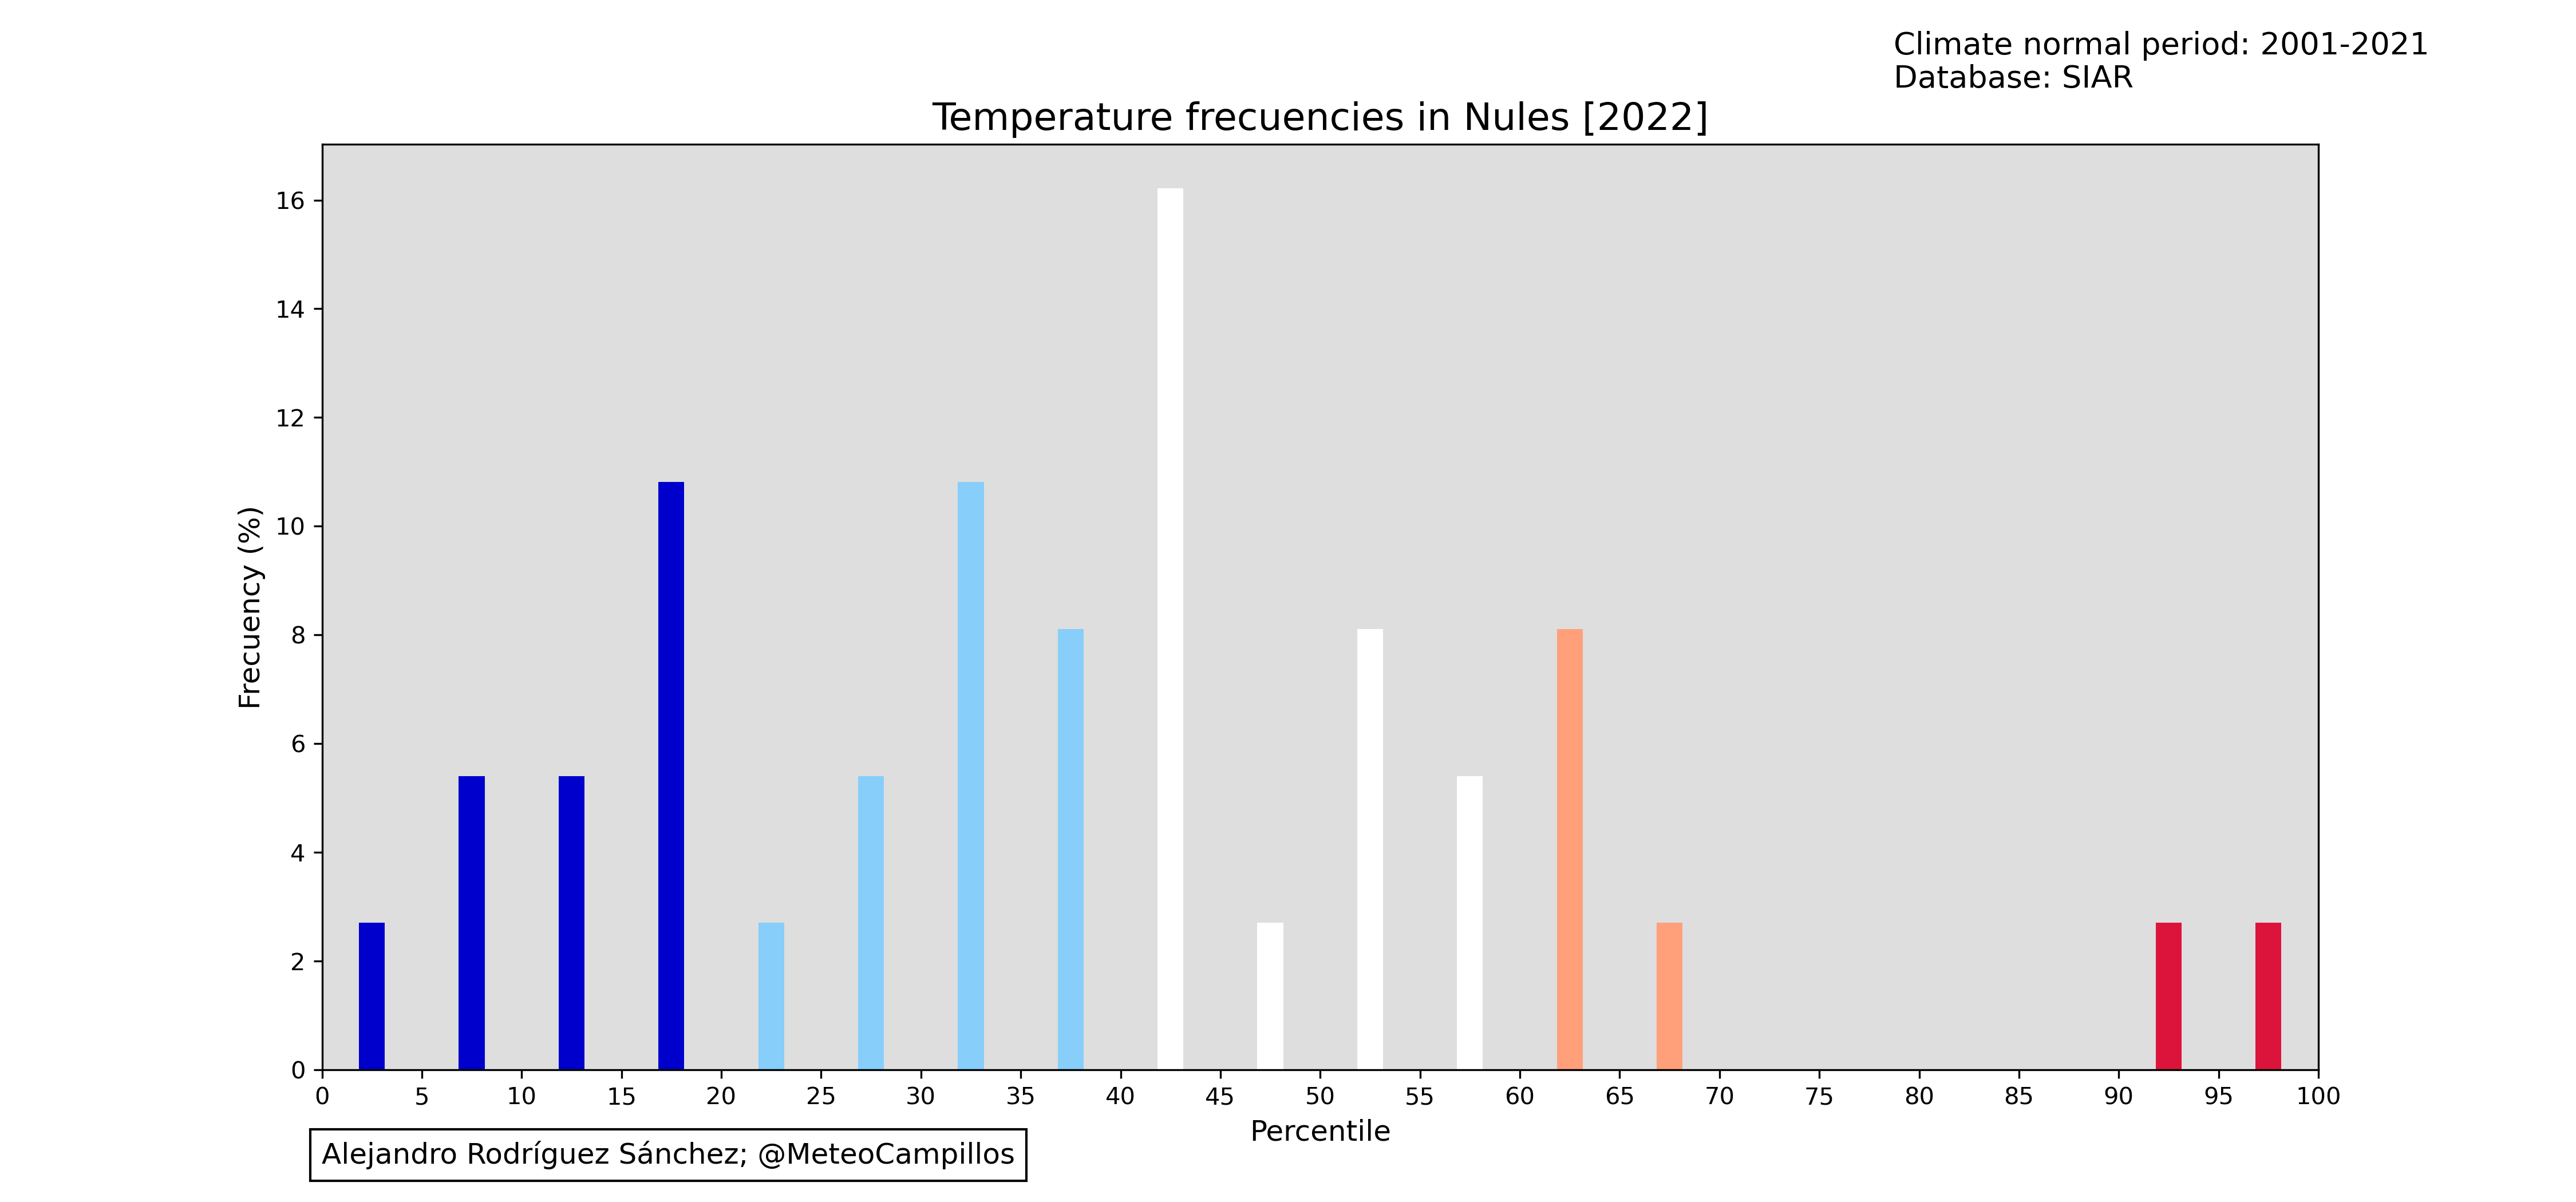 Climate normal period: 2001-2021
Database: SIAR
Temperature frecuencies in Nules [2022]
16
14
12
10
8
6
4
2
0
Frecuency (%)
0 5 10 15 20 25 30 35 40 45 50 55 60 65 70 75 80 85 90 95 100
Percentile
Alejandro Rodríguez Sánchez; @MeteoCampillos